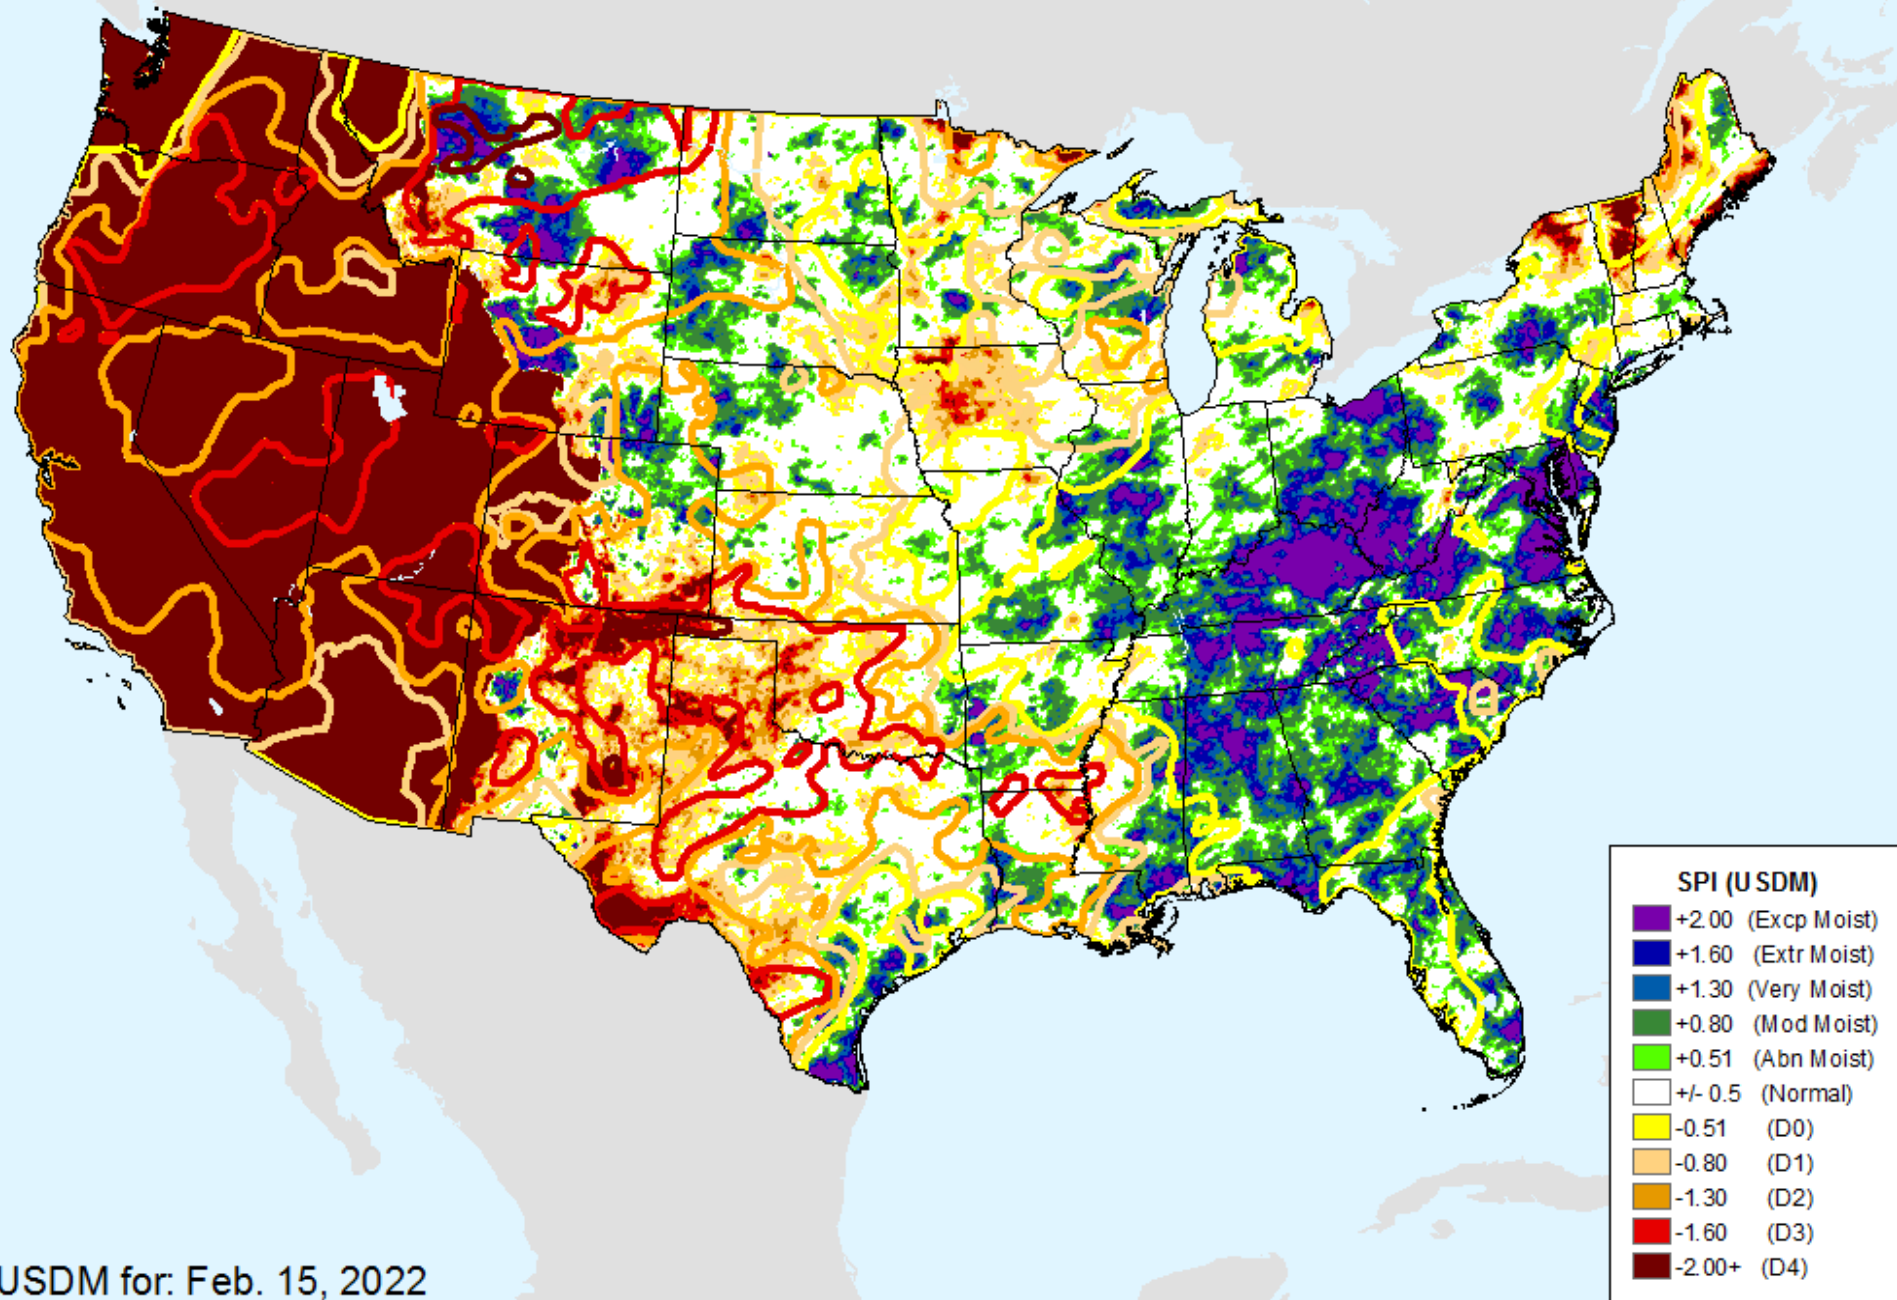 SPI (USDM)
+2.00 (Excp Moist)
+1.60 (Extr Moist)
+1.30 (Very Moist)
+0.80 (Mod Moist)
+0.51 (Abn Moist)
+/- 0.5 (Normal)
-0.51 (D0)
-0.80 (D1)
-1.30 (D2)
-1.60 (D3)
-2.00+ (D4)
USDM for: Feb. 15, 2022